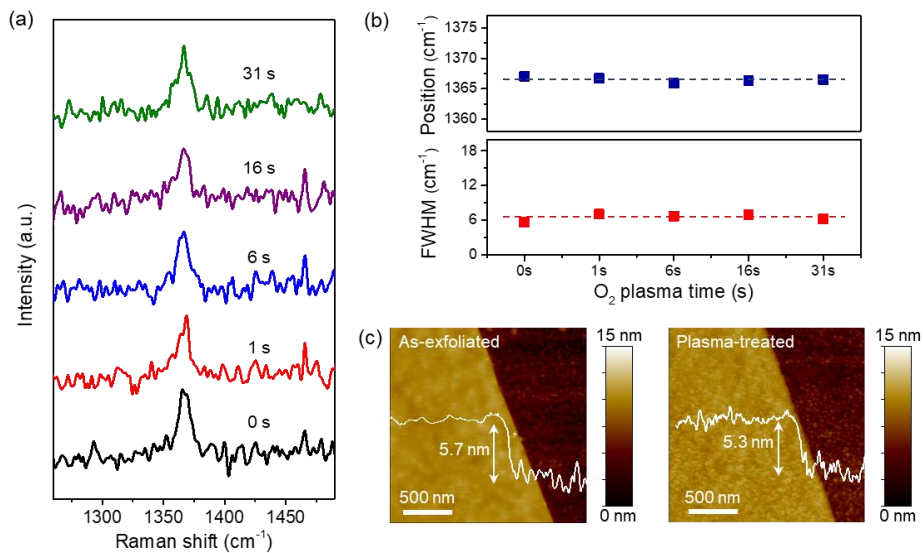 (a)
31 s
16 s
6 s
1 s
0 s
Intensity (a.u.)
1300 1350 1400 1450
Raman shift (cm⁻¹)
(b)
Position (cm⁻¹)
1375
1370
1365
1360
FWHM (cm⁻¹)
18
12
6
0
0s 1s 6s 16s 31s
O₂ plasma time (s)
(c)
As-exfoliated
5.7 nm
500 nm
15 nm
0 nm
Plasma-treated
5.3 nm
500 nm
15 nm
0 nm